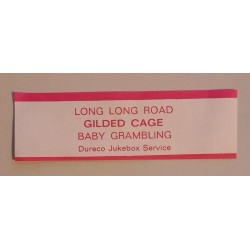 LONG LONG ROAD
GILDED CAGE
BABY GRAMBLING
Dureco Jukebox Service